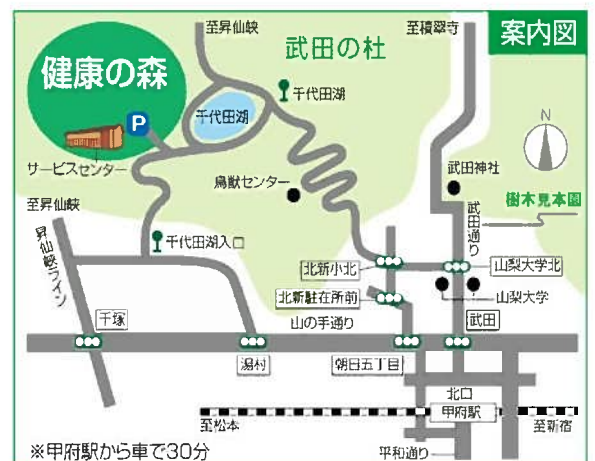 至昇仙峡
至積翠寺
案内図
武田の杜
健康の森
千代田湖
千代田湖
P
N
サービスセンター
鳥獣センター
武田神社
樹木見本園
至昇仙峡
武田通り
千代田湖入口
昇仙峡ライン
北新小北
山梨大学北
北新駐在所前
山梨大学
千塚
山の手通り
武田
湯村
朝日五丁目
北口
甲府駅
至松本
至新宿
※甲府駅から車で30分
平和通り